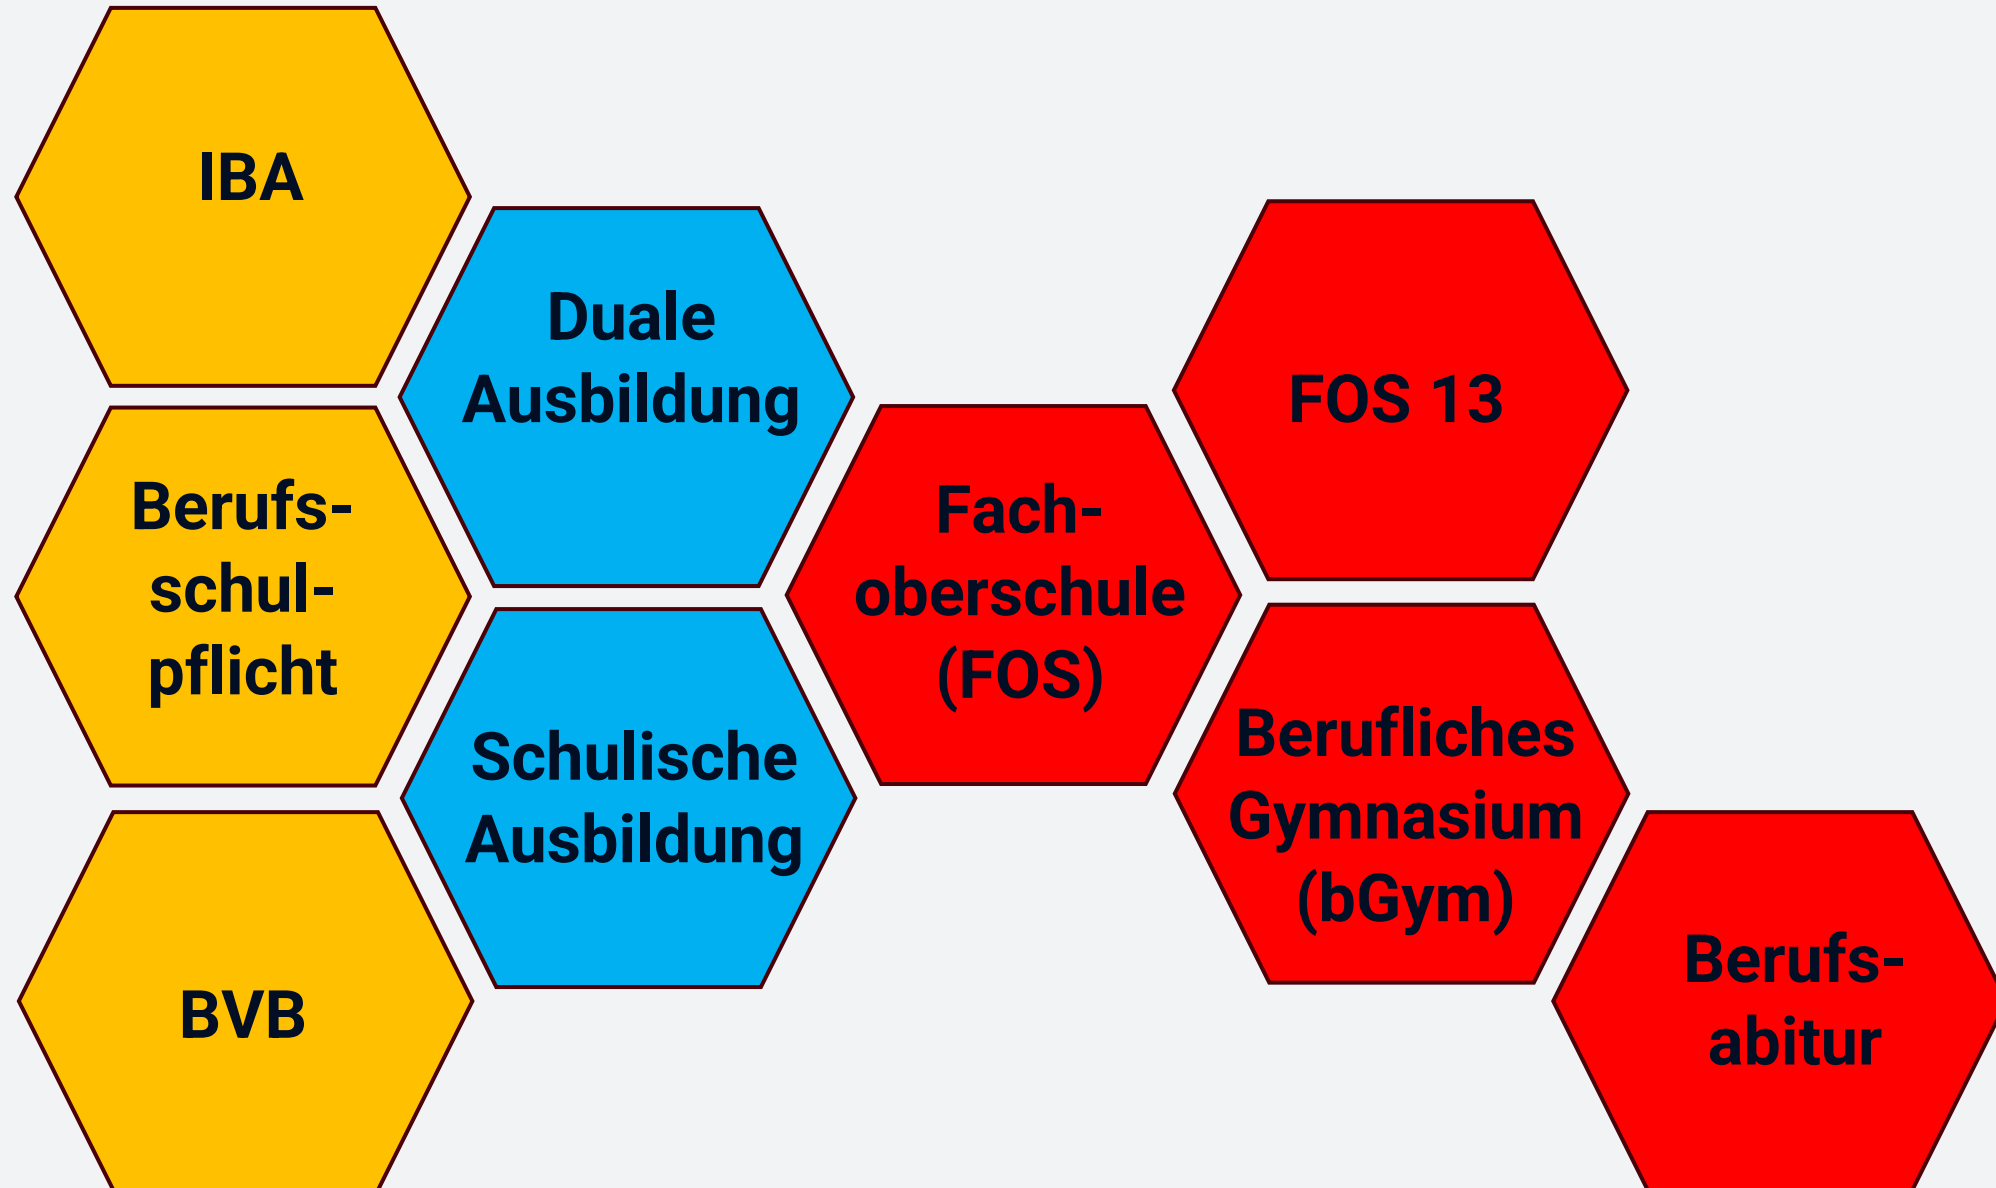 IBA
Berufs-
schul-
pflicht
BVB
Duale
Ausbildung
Schulische
Ausbildung
Fach-
oberschule
(FOS)
FOS 13
Berufliches
Gymnasium
(bGym)
Berufs-
abitur